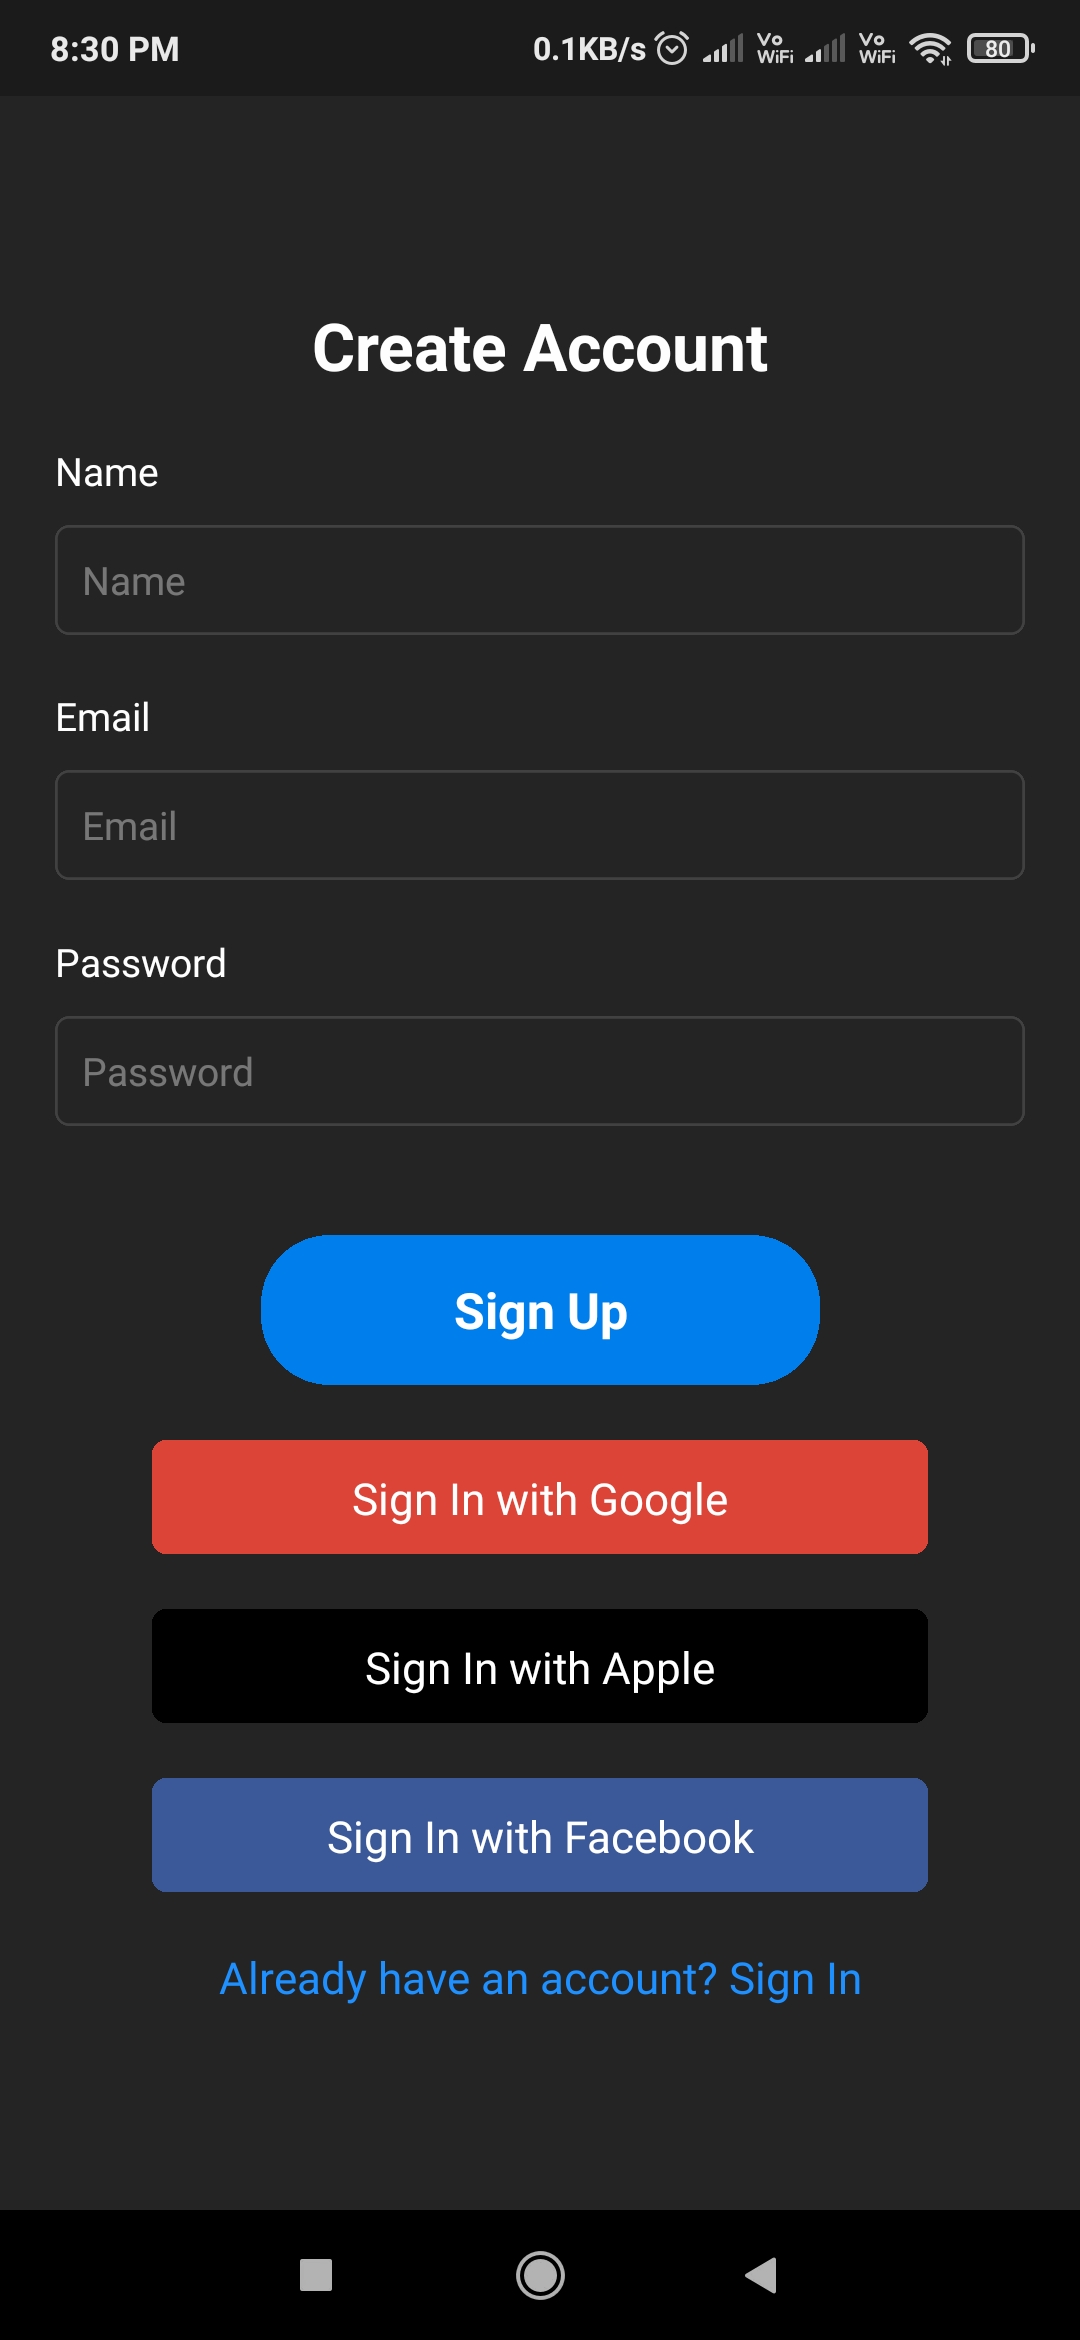 8:30 PM 0.1KB/s Vo WiFi Vo WiFi 80
Create Account
Name
Name
Email
Email
Password
Password
Sign Up
Sign In with Google
Sign In with Apple
Sign In with Facebook
Already have an account? Sign In